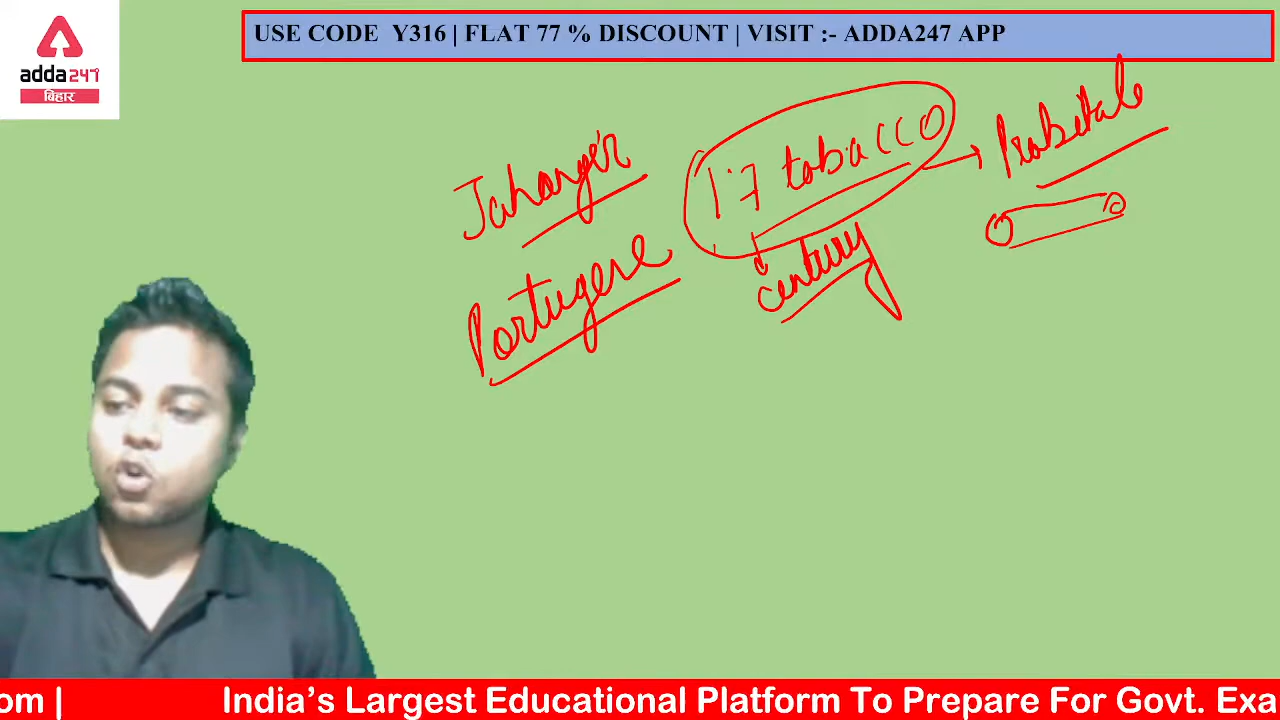 USE CODE Y316 | FLAT 77 % DISCOUNT | VISIT :- ADDA247 APP
adda247
बिहार
Jahangir
17 tobacco
century
Portugese
om |
India's Largest Educational Platform To Prepare For Govt. Exa